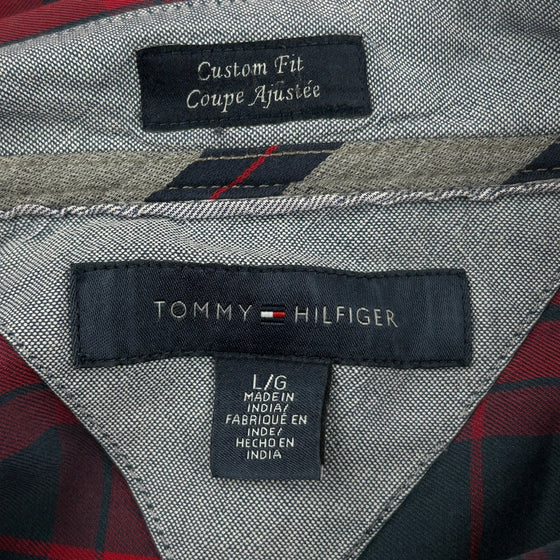 Custom Fit
Coupe Ajustée
TOMMY HILFIGER
L/G
MADE IN
INDIA/
FABRIQUÉ EN
INDE/
HECHO EN
INDIA